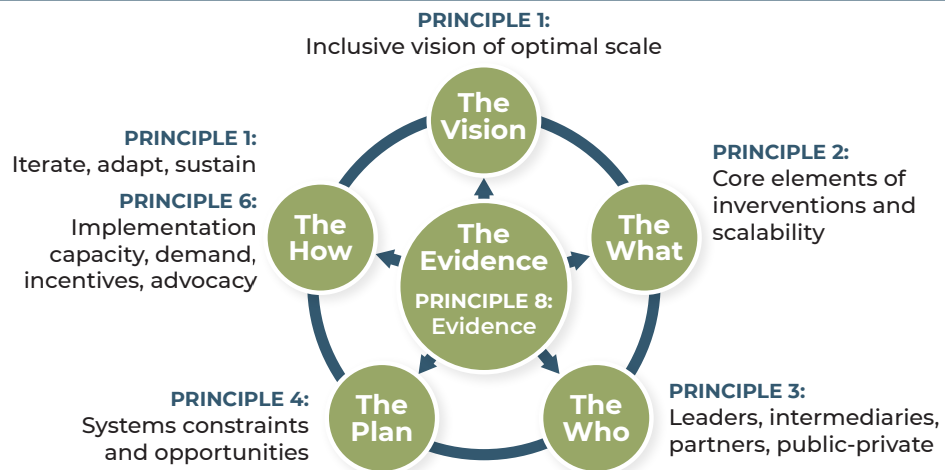 PRINCIPLE 1:
Inclusive vision of optimal scale
The
Vision
PRINCIPLE 2:
Core elements of
inverventions and
scalability
The
What
PRINCIPLE 3:
Leaders, intermediaries,
partners, public-private
The
Who
PRINCIPLE 4:
Systems constraints
and opportunities
The
Plan
PRINCIPLE 1:
Iterate, adapt, sustain
PRINCIPLE 6:
Implementation
capacity, demand,
incentives, advocacy
The
How
The
Evidence
PRINCIPLE 8:
Evidence